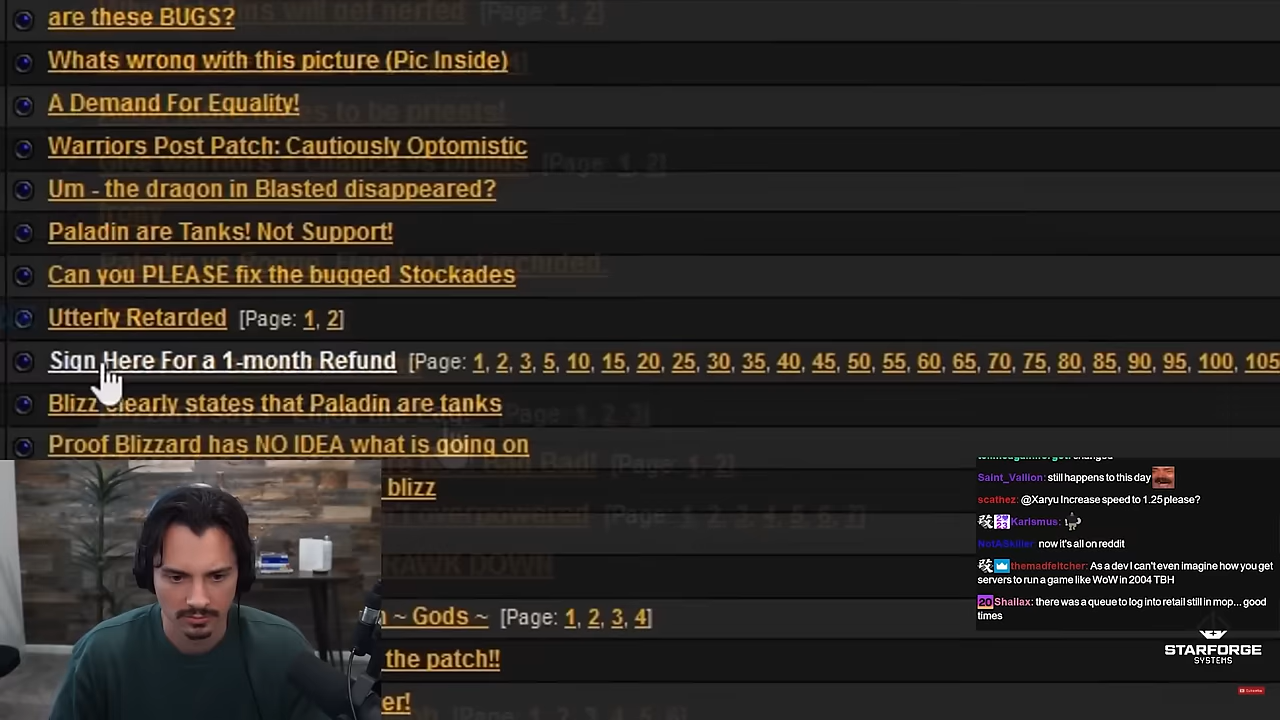 are these BUGS?
Whats wrong with this picture (Pic Inside)
A Demand For Equality!
Warriors Post Patch: Cautiously Optomistic
Um - the dragon in Blasted disappeared?
Paladin are Tanks! Not Support!
Can you PLEASE fix the bugged Stockades
Utterly Retarded [Page: 1, 2]
Sign Here For a 1-month Refund [Page: 1, 2, 3, 5, 10, 15, 20, 25, 30, 35, 40, 45, 50, 55, 60, 65, 70, 75, 80, 85, 90, 95, 100, 105
Blizz clearly states that Paladin are tanks
Proof Blizzard has NO IDEA what is going on
blizz
~ Gods ~ [Page: 1, 2, 3, 4]
the patch!!
er!
Saint_Vallion: still happens to this day
scathez: @Xaryu Increase speed to 1.25 please?
Karismus:
NotASkiller: now it's all on reddit
themadfeltcher: As a dev I can't even imagine how you get
servers to run a game like WoW in 2004 TBH
20 Shailax: there was a queue to log into retail still in mop... good
times
STARFORGE
SYSTEMS